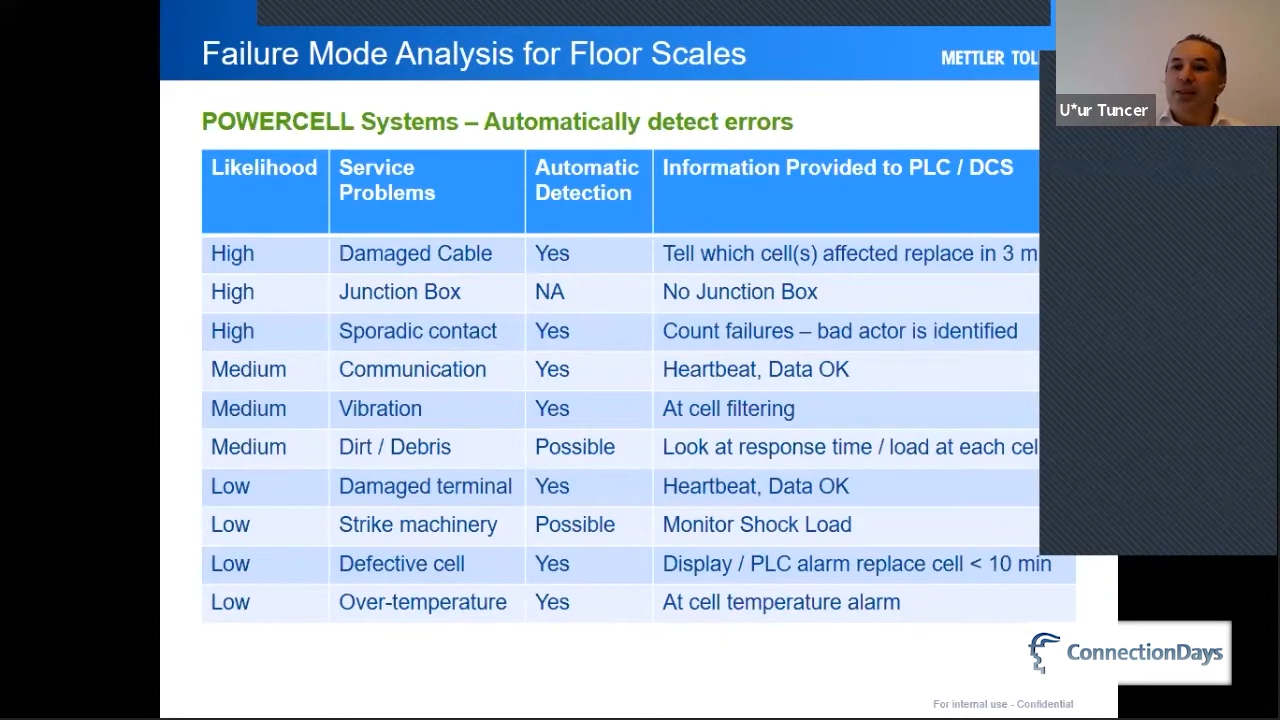 Failure Mode Analysis for Floor Scales
METTLER TOL
U*ur Tuncer
POWERCELL Systems – Automatically detect errors
Likelihood Service Problems Automatic Detection Information Provided to PLC / DCS
High Damaged Cable Yes Tell which cell(s) affected replace in 3 m
High Junction Box NA No Junction Box
High Sporadic contact Yes Count failures – bad actor is identified
Medium Communication Yes Heartbeat, Data OK
Medium Vibration Yes At cell filtering
Medium Dirt / Debris Possible Look at response time / load at each cel
Low Damaged terminal Yes Heartbeat, Data OK
Low Strike machinery Possible Monitor Shock Load
Low Defective cell Yes Display / PLC alarm replace cell < 10 min
Low Over-temperature Yes At cell temperature alarm
ConnectionDays
For internal use - Confidential